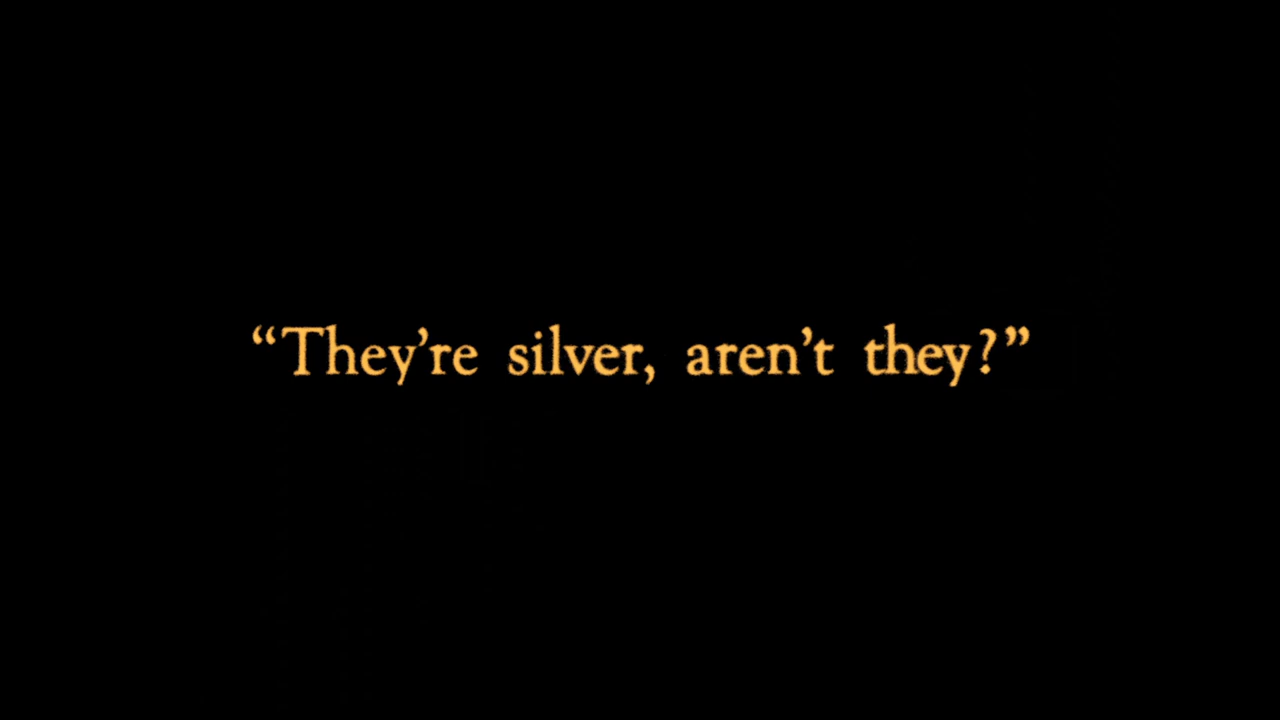 “They’re silver, aren’t they?”